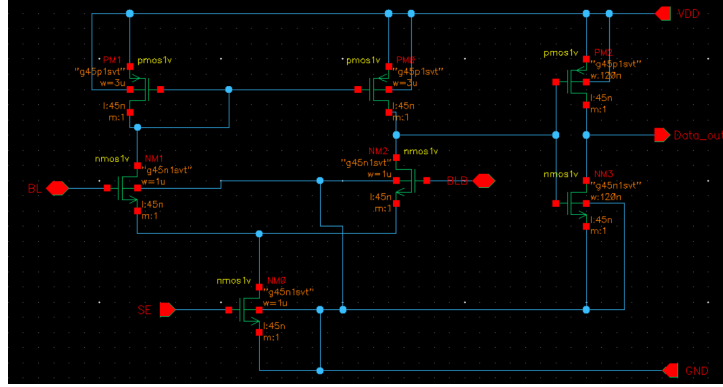 VDD
PM1
pmos1v
"g45p1svt"
w=3u
l:45n
m:1
pmos1v
PM0
"g45p1svt"
w=3u
l:45n
m:1
pmos1v
PM2
"g45p1svt"
w:120n
l:45n
m:1
Data_out
nmos1v
NM1
"g45n1svt"
w=1u
l:45n
m:1
BL
NM2
nmos1v
"g45n1svt"
w=1u
l:45n
m:1
BLB
nmos1v
NM3
"g45n1svt"
w:120n
l:45n
m:1
nmos1v
NM0
"g45n1svt"
w=1u
l:45n
m:1
SE
GND